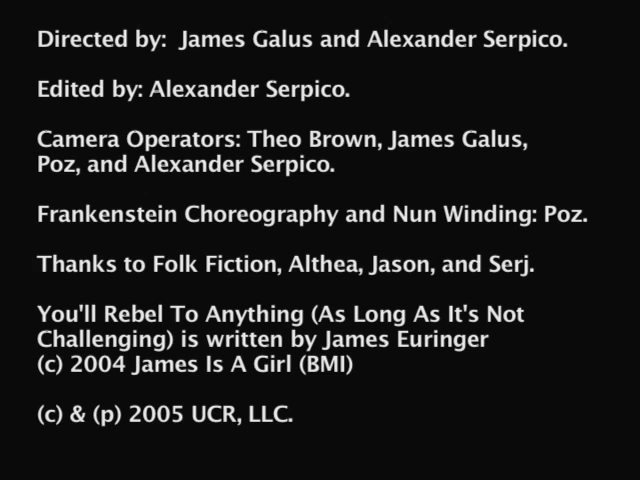 Directed by:  James Galus and Alexander Serpico.
Edited by: Alexander Serpico.
Camera Operators: Theo Brown, James Galus,
Poz, and Alexander Serpico.
Frankenstein Choreography and Nun Winding: Poz.
Thanks to Folk Fiction, Althea, Jason, and Serj.
You'll Rebel To Anything (As Long As It's Not
Challenging) is written by James Euringer
(c) 2004 James Is A Girl (BMI)
(c) & (p) 2005 UCR, LLC.